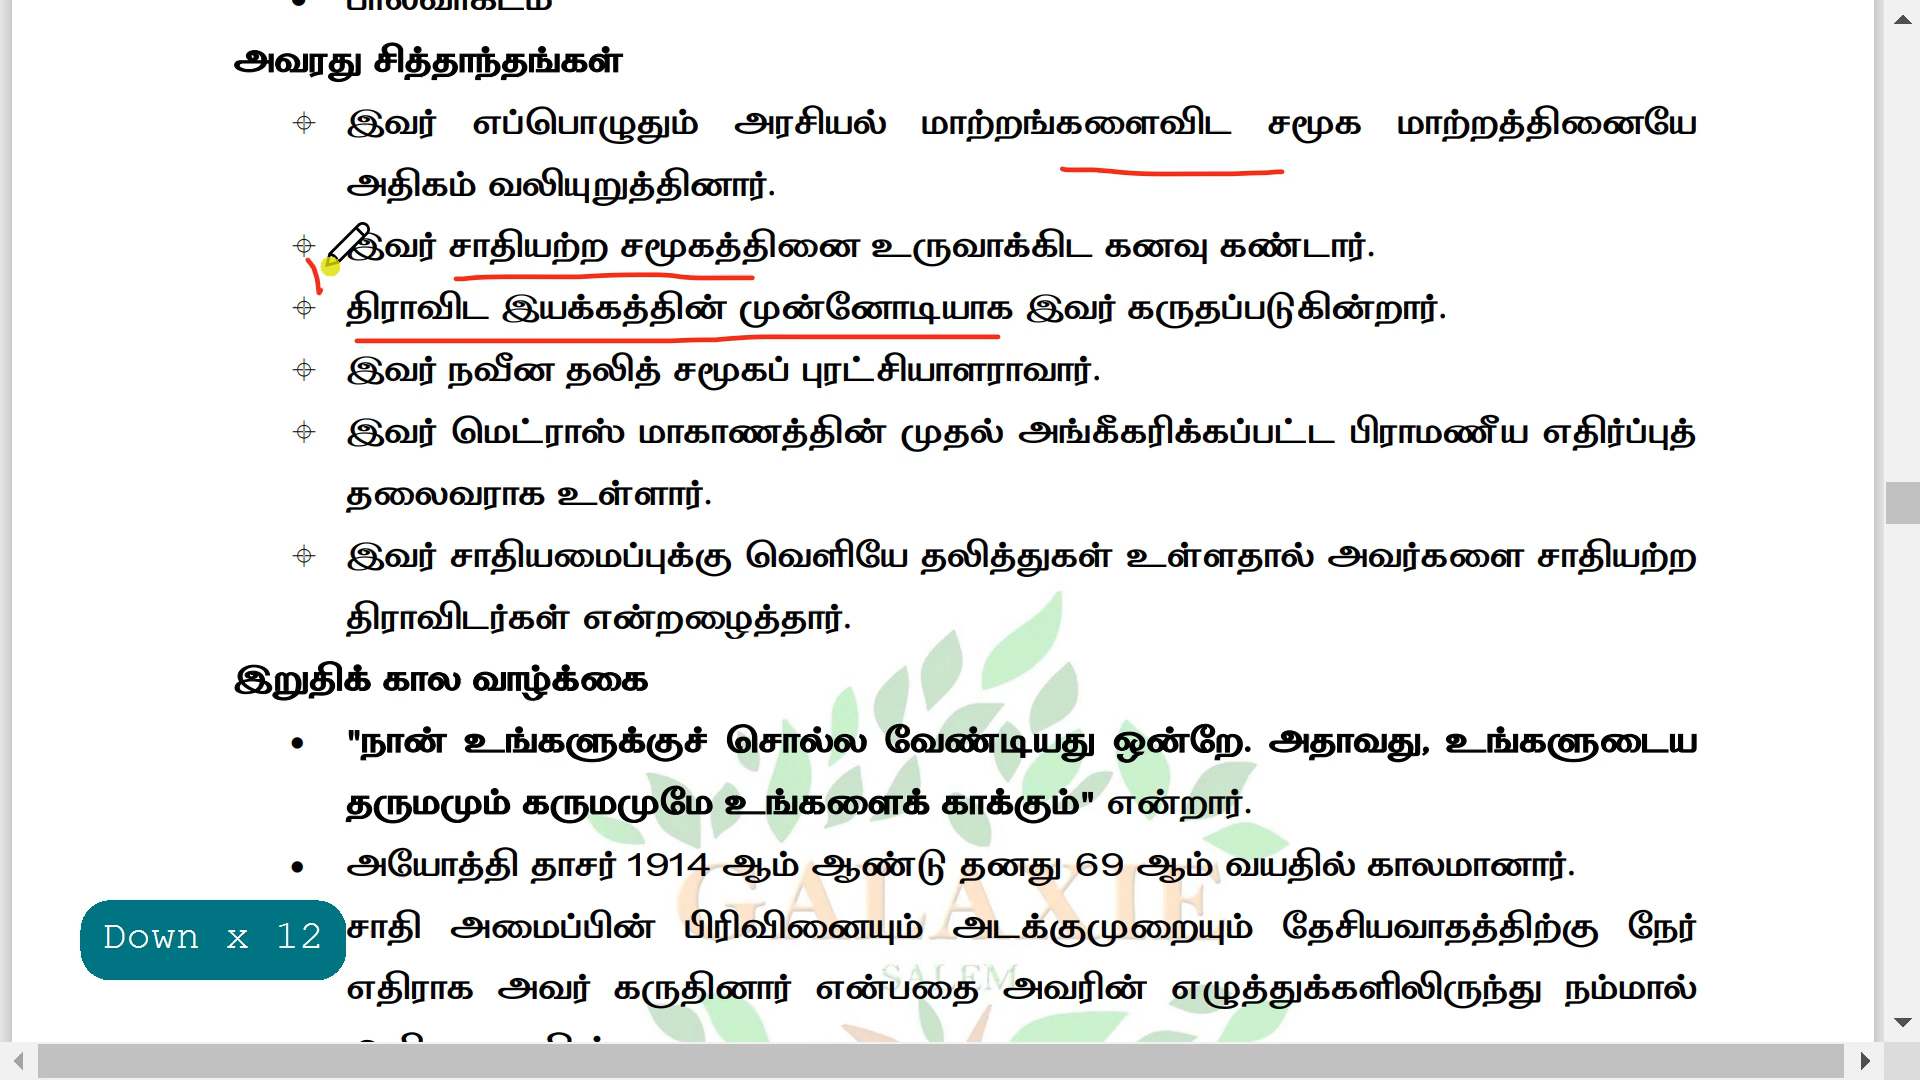 பாலவாகடம்
அவரது சித்தாந்தங்கள்
இவர் எப்பொழுதும் அரசியல் மாற்றங்களைவிட சமூக மாற்றத்தினையே
அதிகம் வலியுறுத்தினார்.
இவர் சாதியற்ற சமூகத்தினை உருவாக்கிட கனவு கண்டார்.
திராவிட இயக்கத்தின் முன்னோடியாக இவர் கருதப்படுகின்றார்.
இவர் நவீன தலித் சமூகப் புரட்சியாளராவார்.
இவர் மெட்ராஸ் மாகாணத்தின் முதல் அங்கீகரிக்கப்பட்ட பிராமணீய எதிர்ப்புத்
தலைவராக உள்ளார்.
இவர் சாதியமைப்புக்கு வெளியே தலித்துகள் உள்ளதால் அவர்களை சாதியற்ற
திராவிடர்கள் என்றழைத்தார்.
இறுதிக் கால வாழ்க்கை
"நான் உங்களுக்குச் சொல்ல வேண்டியது ஒன்றே. அதாவது, உங்களுடைய
தருமமும் கருமமுமே உங்களைக் காக்கும்" என்றார்.
அயோத்தி தாசர் 1914 ஆம் ஆண்டு தனது 69 ஆம் வயதில் காலமானார்.
GALAXIE
Down x 12
சாதி அமைப்பின் பிரிவினையும் அடக்குமுறையும் தேசியவாதத்திற்கு நேர்
SALEM
எதிராக அவர் கருதினார் என்பதை அவரின் எழுத்துக்களிலிருந்து நம்மால்